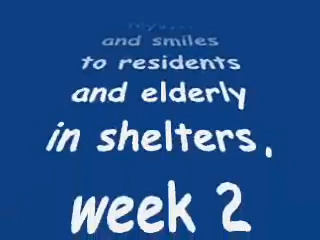 and smiles
to residents
and elderly
in shelters.
week 2